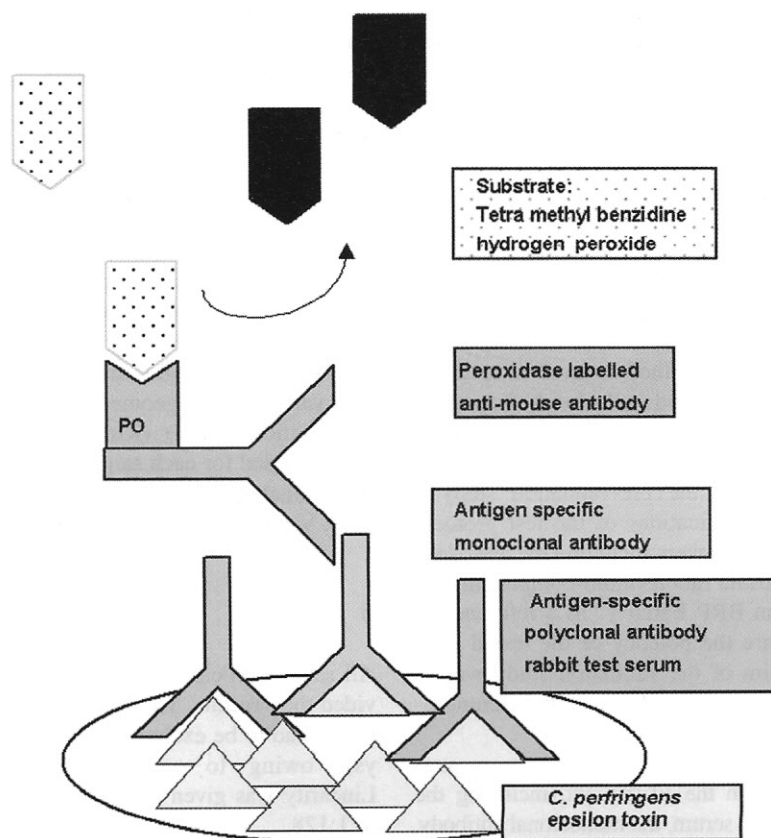 Substrate:
Tetra methyl benzidine
hydrogen peroxide
Peroxidase labelled
anti-mouse antibody
PO
Antigen specific
monoclonal antibody
Antigen-specific
polyclonal antibody
rabbit test serum
C. perfringens
epsilon toxin